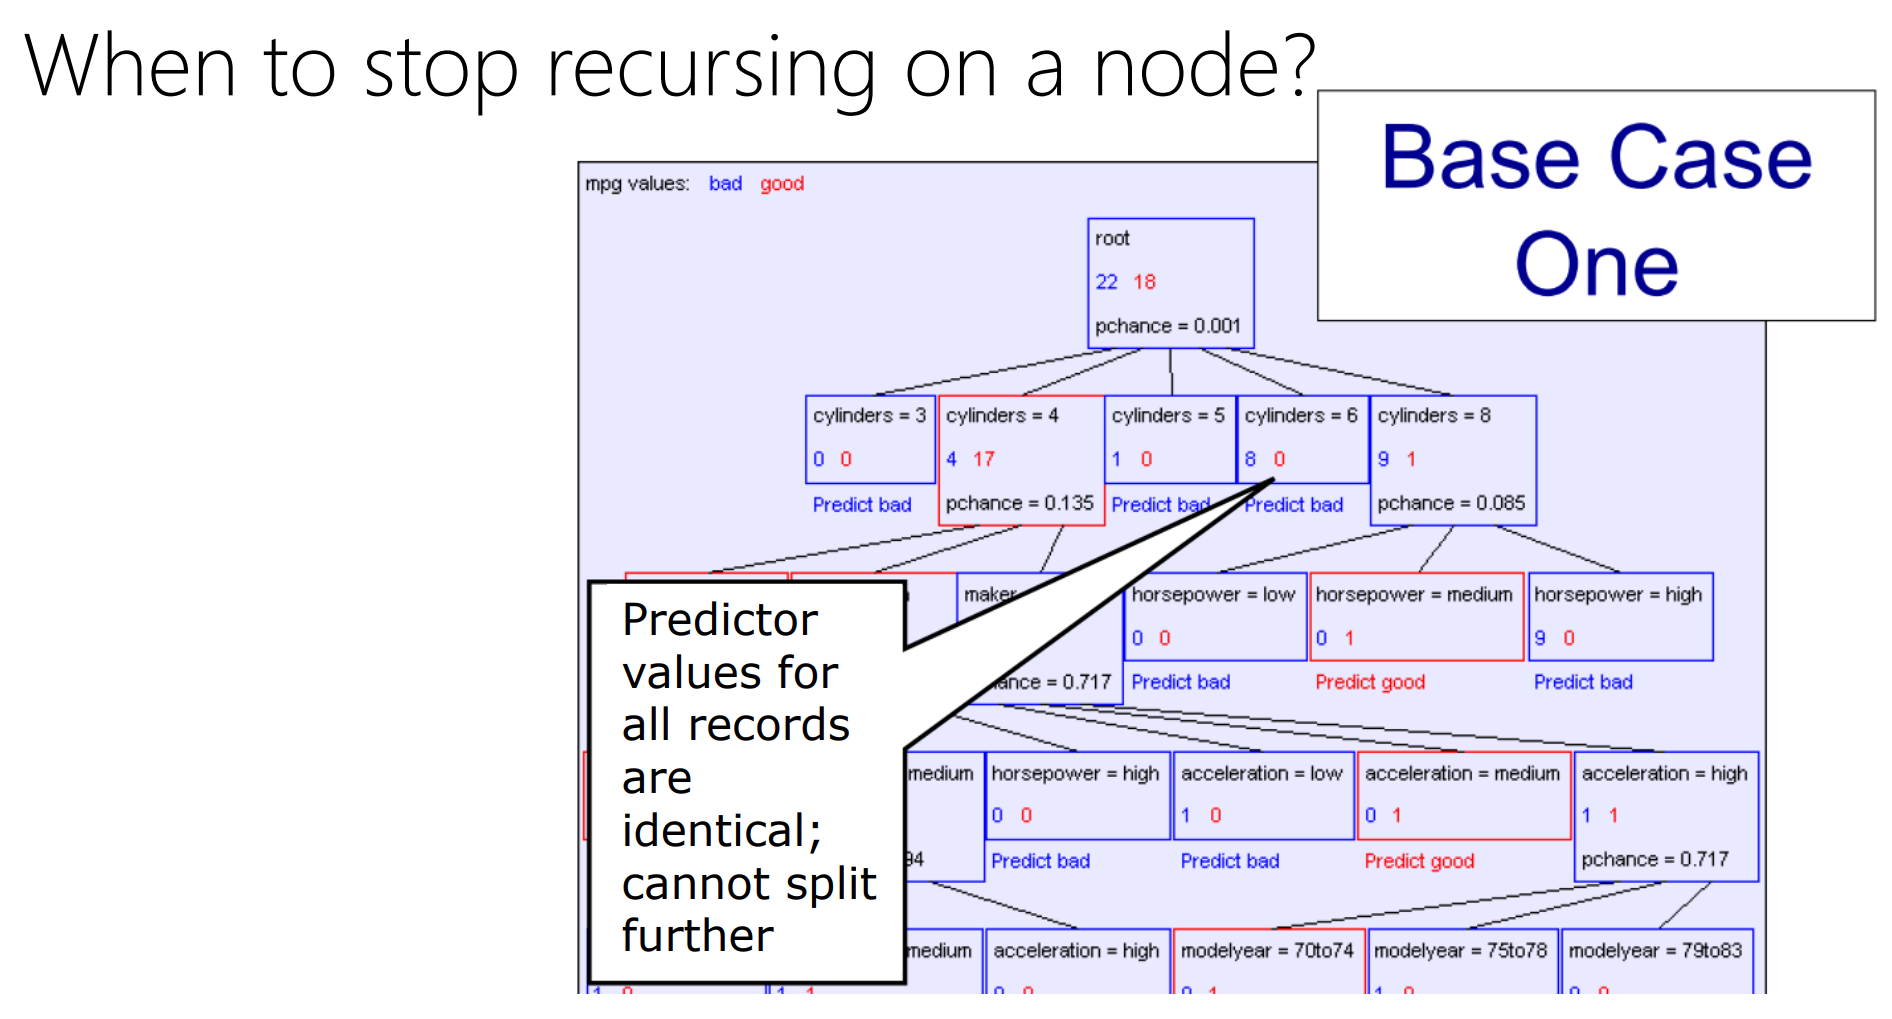 When to stop recursing on a node?
Base Case
One
mpg values: bad good
root
22 18
pchance = 0.001
cylinders = 3
0 0
Predict bad
cylinders = 4
4 17
pchance = 0.135
cylinders = 5
1 0
Predict bad
cylinders = 6
8 0
Predict bad
cylinders = 8
9 1
pchance = 0.085
maker
pchance = 0.717
horsepower = low
0 0
Predict bad
horsepower = medium
0 1
Predict good
horsepower = high
9 0
Predict bad
Predictor
values for
all records
are
identical;
cannot split
further
medium
94
horsepower = high
0 0
Predict bad
acceleration = low
1 0
Predict bad
acceleration = medium
0 1
Predict good
acceleration = high
1 1
pchance = 0.717
medium
acceleration = high
modelyear = 70to74
modelyear = 75to78
modelyear = 79to83